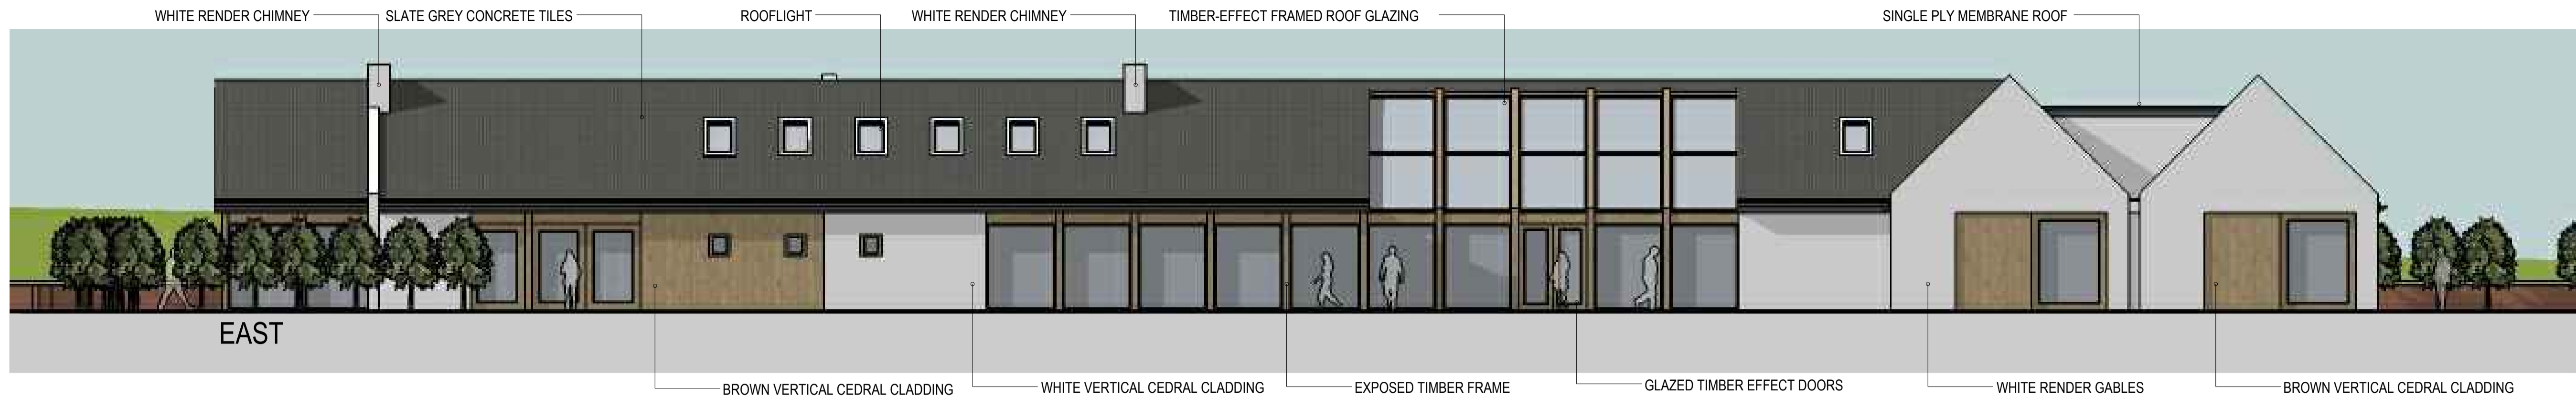 WHITE RENDER CHIMNEY
SLATE GREY CONCRETE TILES
ROOFLIGHT
WHITE RENDER CHIMNEY
TIMBER-EFFECT FRAMED ROOF GLAZING
SINGLE PLY MEMBRANE ROOF
EAST
BROWN VERTICAL CEDRAL CLADDING
WHITE VERTICAL CEDRAL CLADDING
EXPOSED TIMBER FRAME
GLAZED TIMBER EFFECT DOORS
WHITE RENDER GABLES
BROWN VERTICAL CEDRAL CLADDING